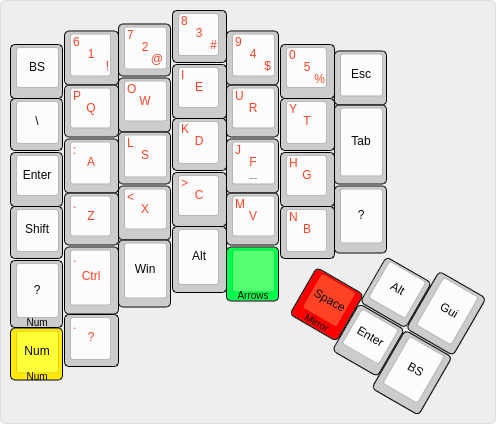 BS
6
1
!
7
2
@
8
3
#
9
4
$
0
5
%
Esc
\
P
Q
O
W
I
E
U
R
Y
T
Tab
Enter
:
A
L
S
K
D
J
F
_
H
G
Shift
.
Z
<
X
>
C
M
V
N
B
?
?
Num
.
Ctrl
Win
Alt
Arrows
Num
Num
.
?
Space
Mirror
Alt
Gui
Enter
BS